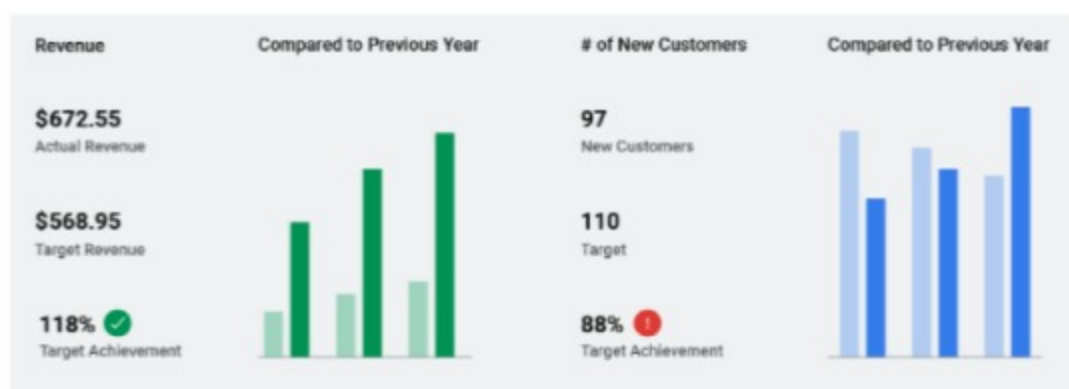 Revenue
Compared to Previous Year
# of New Customers
Compared to Previous Year
$672.55
Actual Revenue
97
New Customers
$568.95
Target Revenue
110
Target
118%
Target Achievement
88%
Target Achievement